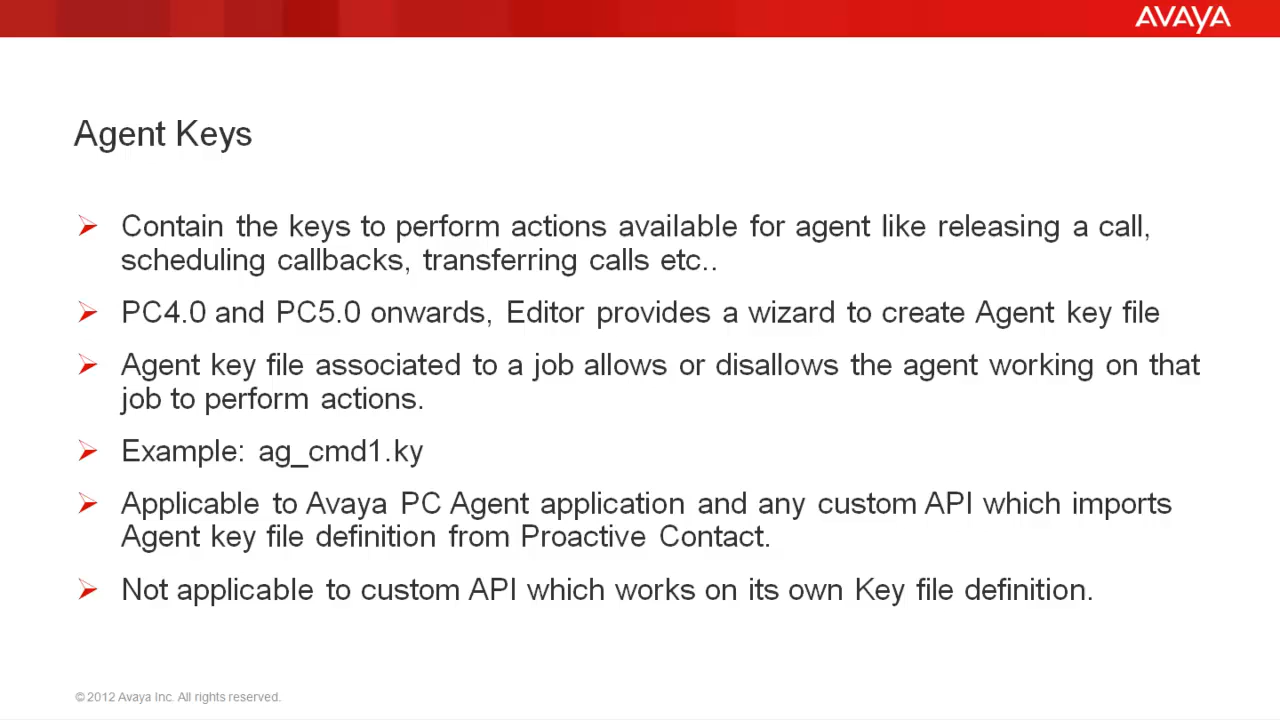 AVAYA
Agent Keys
Contain the keys to perform actions available for agent like releasing a call,
scheduling callbacks, transferring calls etc..
PC4.0 and PC5.0 onwards, Editor provides a wizard to create Agent key file
Agent key file associated to a job allows or disallows the agent working on that
job to perform actions.
Example: ag_cmd1.ky
Applicable to Avaya PC Agent application and any custom API which imports
Agent key file definition from Proactive Contact.
Not applicable to custom API which works on its own Key file definition.
© 2012 Avaya Inc. All rights reserved.